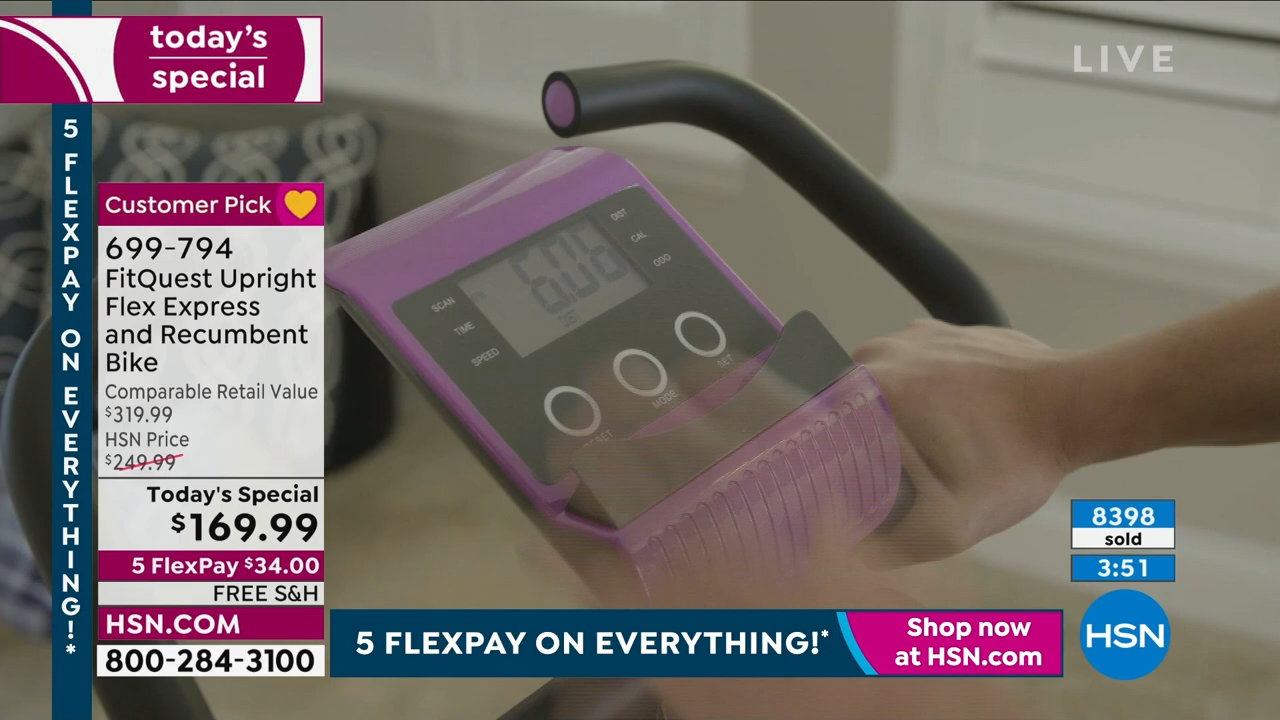 today's
special
LIVE
5 FLEXPAY ON EVERYTHING!*
Customer Pick
699-794
FitQuest Upright
Flex Express
and Recumbent
Bike
Comparable Retail Value
$319.99
HSN Price
$249.99
Today's Special
$169.99
5 FlexPay $34.00
FREE S&H
HSN.COM
800-284-3100
SCAN
TIME
SPEED
DIST
CAL
ODO
DIST
MODE
SET
8398
sold
3:51
5 FLEXPAY ON EVERYTHING!*
Shop now
at HSN.com
HSN